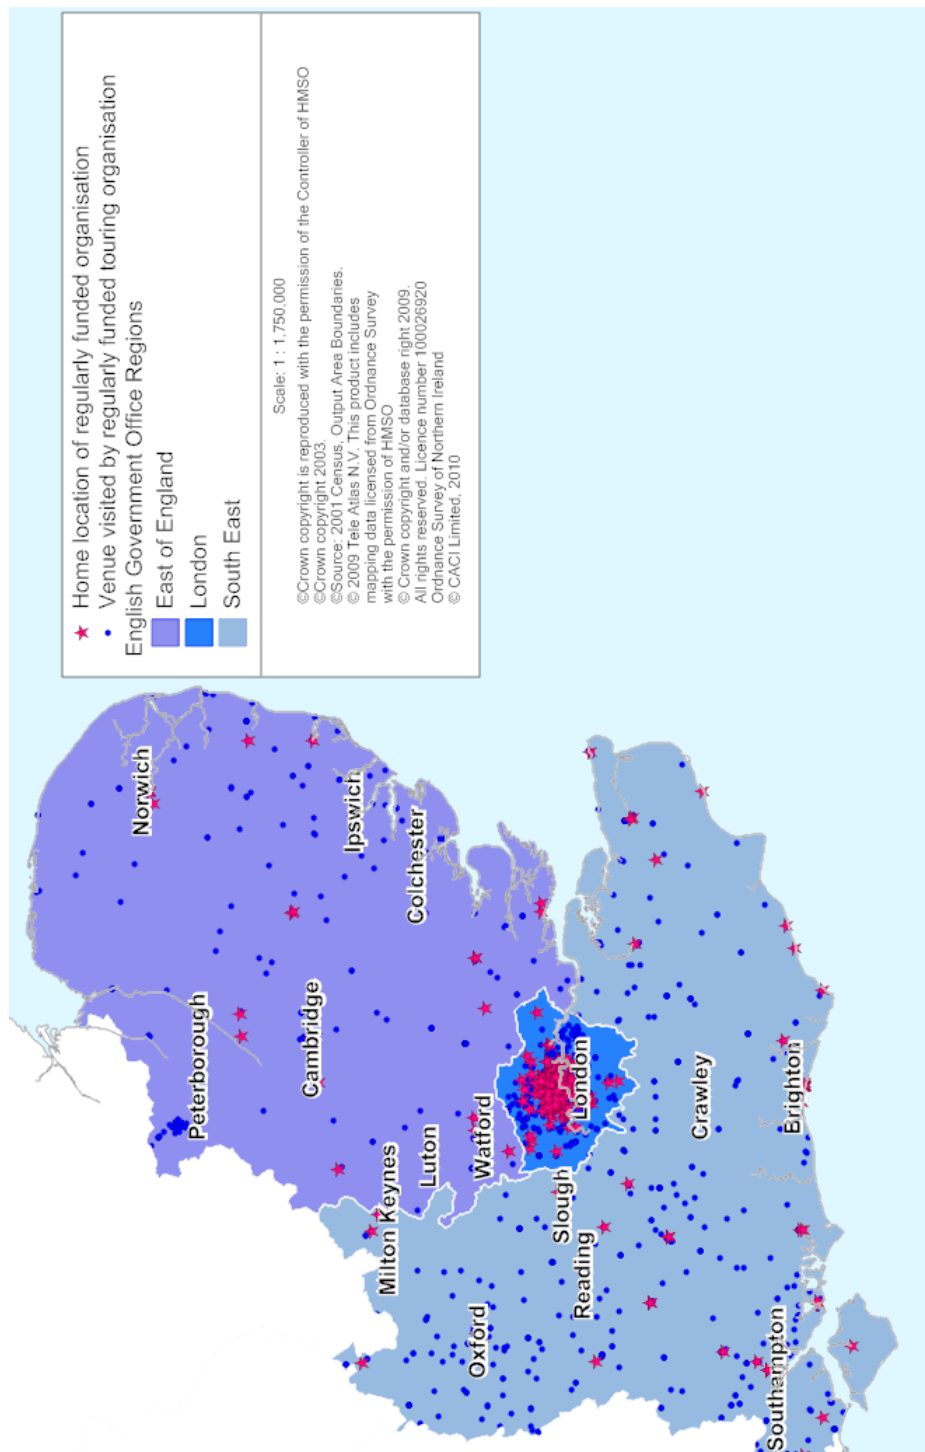 Home location of regularly funded organisation
Venue visited by regularly funded touring organisation
English Government Office Regions
East of England
London
South East
Scale: 1 : 1,750,000
©Crown copyright is reproduced with the permission of the Controller of HMSO
©Crown copyright 2003.
©Source: 2001 Census, Output Area Boundaries.
© 2009 Tele Atlas N.V. This product includes
mapping data licensed from Ordnance Survey
with the permission of HMSO
© Crown copyright and/or database right 2009.
All rights reserved. Licence number 100026920
Ordnance Survey of Northern Ireland
© CACI Limited, 2010
Norwich
Peterborough
Cambridge
Ipswich
Colchester
Milton Keynes
Luton
Watford
Oxford
London
Slough
Reading
Crawley
Brighton
Southampton